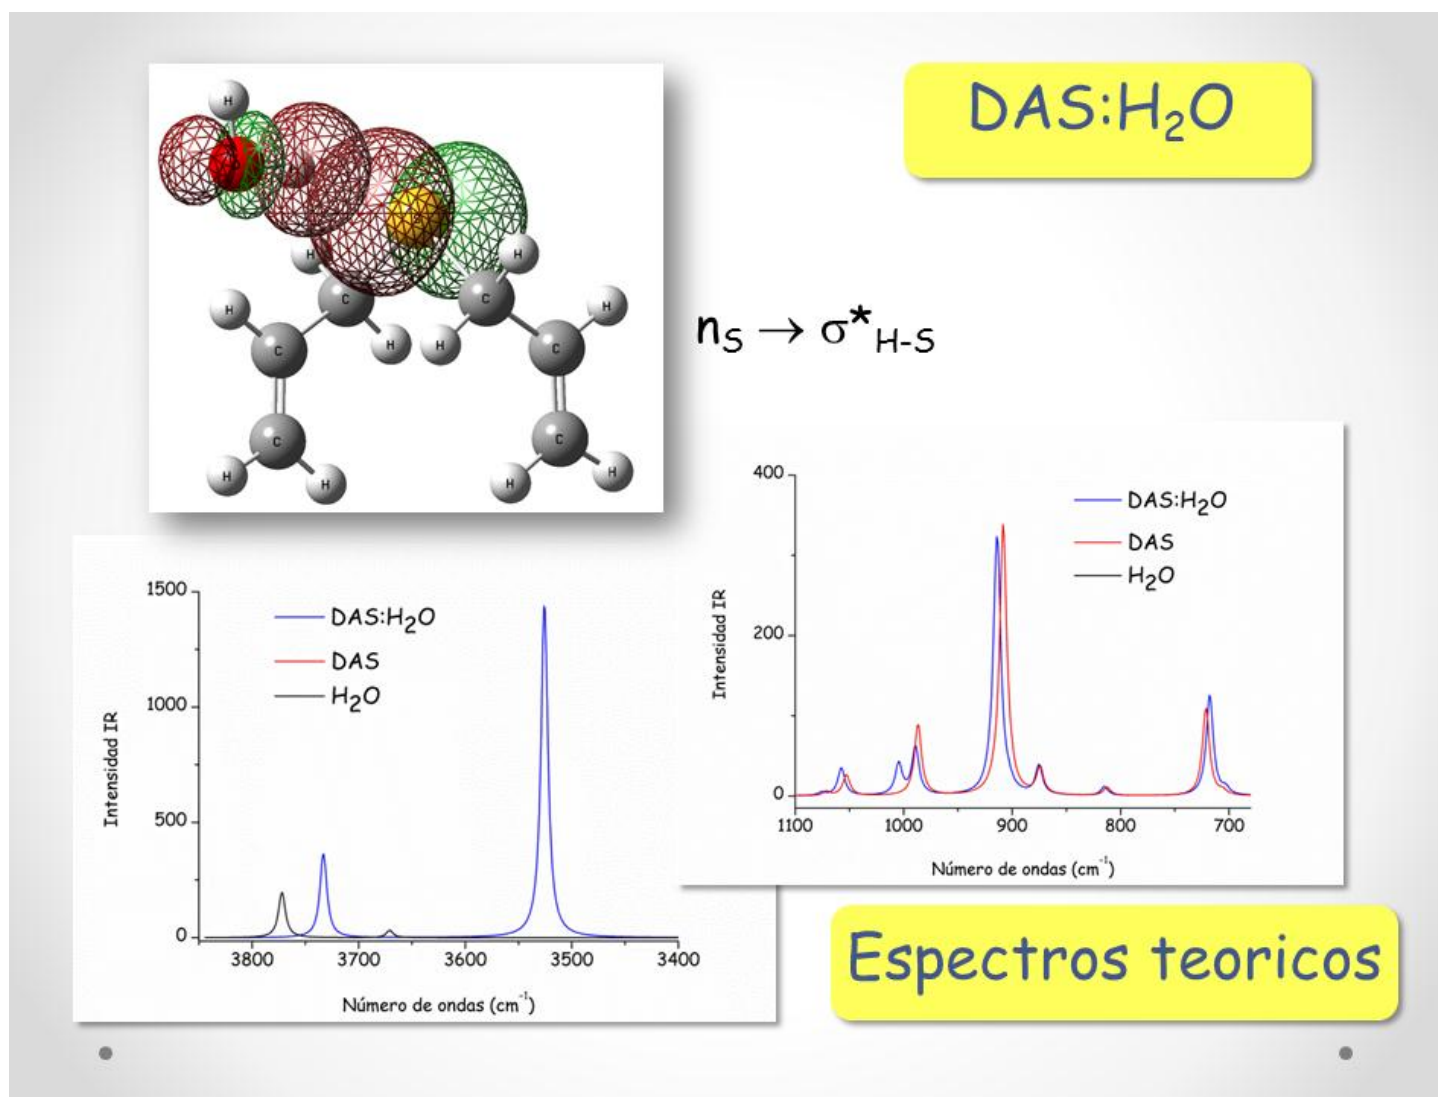 DAS:H₂O
H
H
S
H
H
H
C
C
H
H
H
H
C
C
C
C
H
H
H
H
nS → σ*H-S
400
200
0
1100
1000
900
800
700
DAS:H₂O
DAS
H₂O
Intensidad IR
Número de ondas (cm⁻¹)
1500
1000
500
0
3800
3700
3600
3500
3400
DAS:H₂O
DAS
H₂O
Intensidad IR
Número de ondas (cm⁻¹)
Espectros teoricos